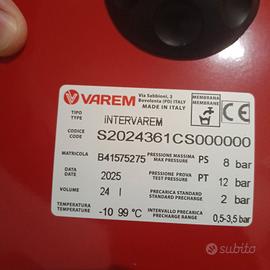 VAREM
Via Sabbioni, 2
Bovolenta (PD) ITALY
MADE IN ITALY
MEMBRANA
MEMBRANE
CE
TIPO
TYPE
INTERVAREM
CODICE
CODE
S2024361CS000000
MATRICOLA
B41575275
PRESSIONE MASSIMA
MAX PRESSURE
PS
8 bar
DATA
DATE
2025
PRESSIONE PROVA
TEST PRESSURE
PT
12 bar
VOLUME
24 l
PRECARICA STANDARD
PRECHARGE STANDARD
2 bar
TEMPERATURA
TEMPERATURE
-10 99°C
INTERVALLO PRECARICA
PRECHARGE RANGE
0,5-3,5 bar
subito